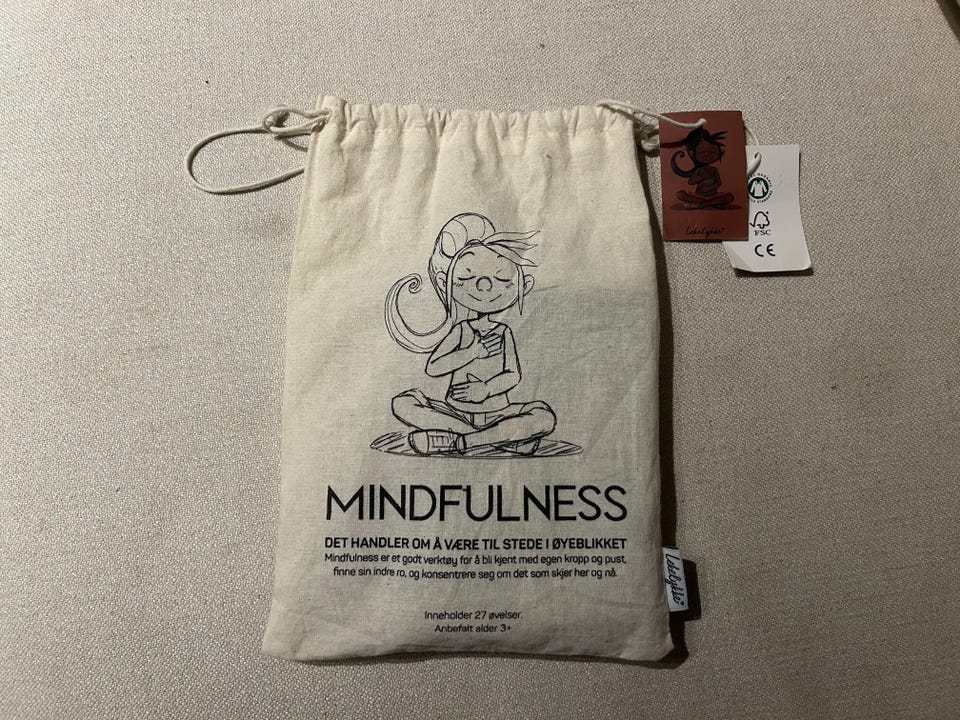 MINDFULNESS
DET HANDLER OM Å VÆRE TIL STEDE I ØYEBLIKKET
Mindfulness er et godt verktøy for å bli kjent med egen kropp og pust,
finne sin indre ro, og konsentrere seg om det som skjer her og nå.
Inneholder 27 øvelser.
Anbefalt alder 3+
Lekelykke
Lekelykke
FSC
CE